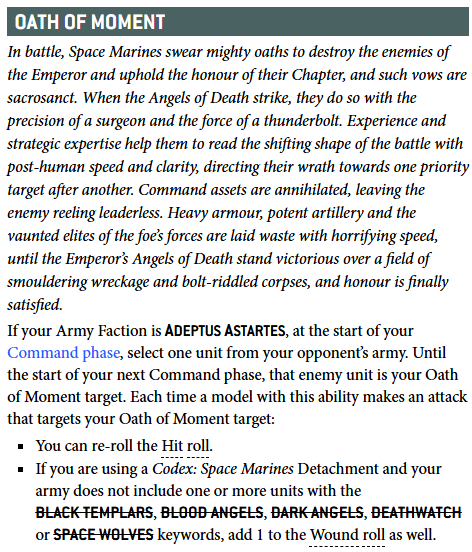 OATH OF MOMENT
In battle, Space Marines swear mighty oaths to destroy the enemies of
the Emperor and uphold the honour of their Chapter, and such vows are
sacrosanct. When the Angels of Death strike, they do so with the
precision of a surgeon and the force of a thunderbolt. Experience and
strategic expertise help them to read the shifting shape of the battle with
post-human speed and clarity, directing their wrath towards one priority
target after another. Command assets are annihilated, leaving the
enemy reeling leaderless. Heavy armour, potent artillery and the
vaunted elites of the foe's forces are laid waste with horrifying speed,
until the Emperor's Angels of Death stand victorious over a field of
smouldering wreckage and bolt-riddled corpses, and honour is finally
satisfied.
If your Army Faction is ADEPTUS ASTARTES, at the start of your
Command phase, select one unit from your opponent's army. Until
the start of your next Command phase, that enemy unit is your Oath
of Moment target. Each time a model with this ability makes an attack
that targets your Oath of Moment target:
▪ You can re-roll the Hit roll.
▪ If you are using a Codex: Space Marines Detachment and your
army does not include one or more units with the
BLACK TEMPLARS, BLOOD ANGELS, DARK ANGELS, DEATHWATCH
or SPACE WOLVES keywords, add 1 to the Wound roll as well.